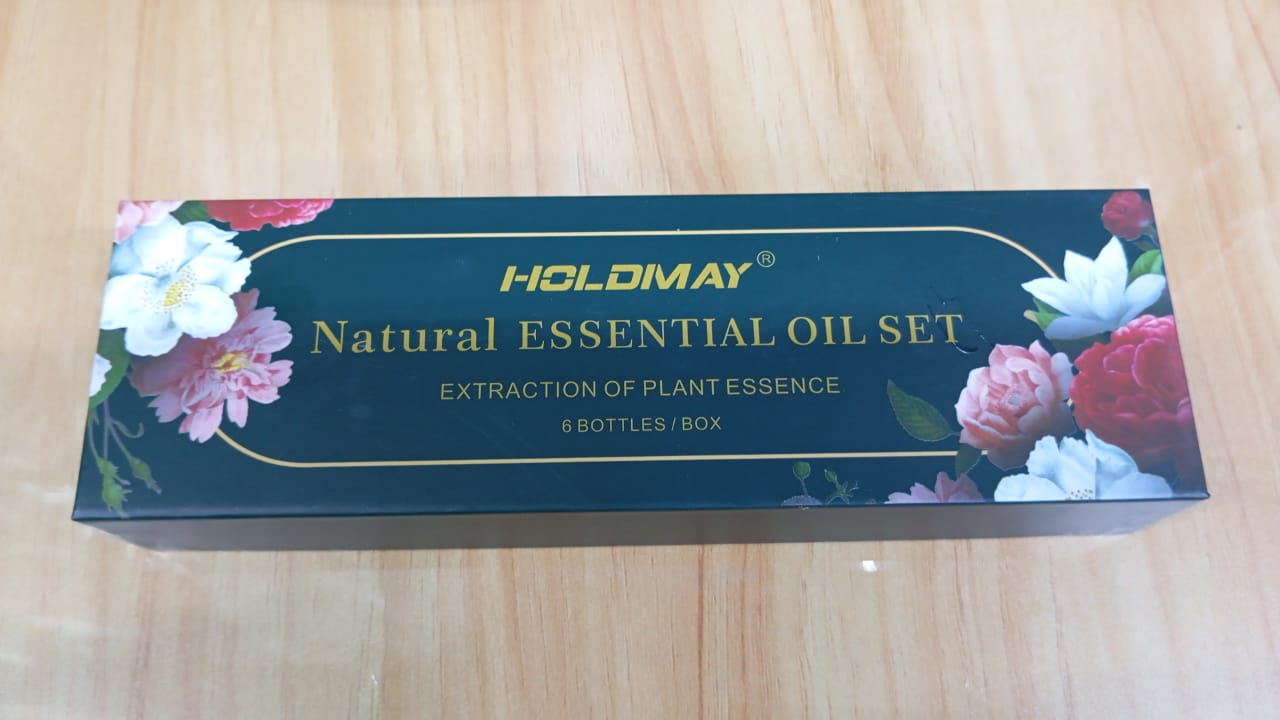 HOLDMAY®
Natural ESSENTIAL OIL SET
EXTRACTION OF PLANT ESSENCE
6 BOTTLES / BOX